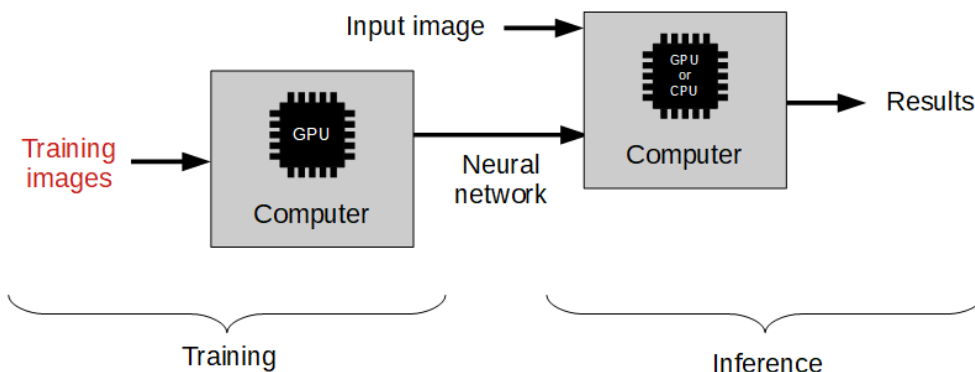 Input image
GPU
or
CPU
Computer
Results
Training
images
GPU
Computer
Neural
network
Training
Inference